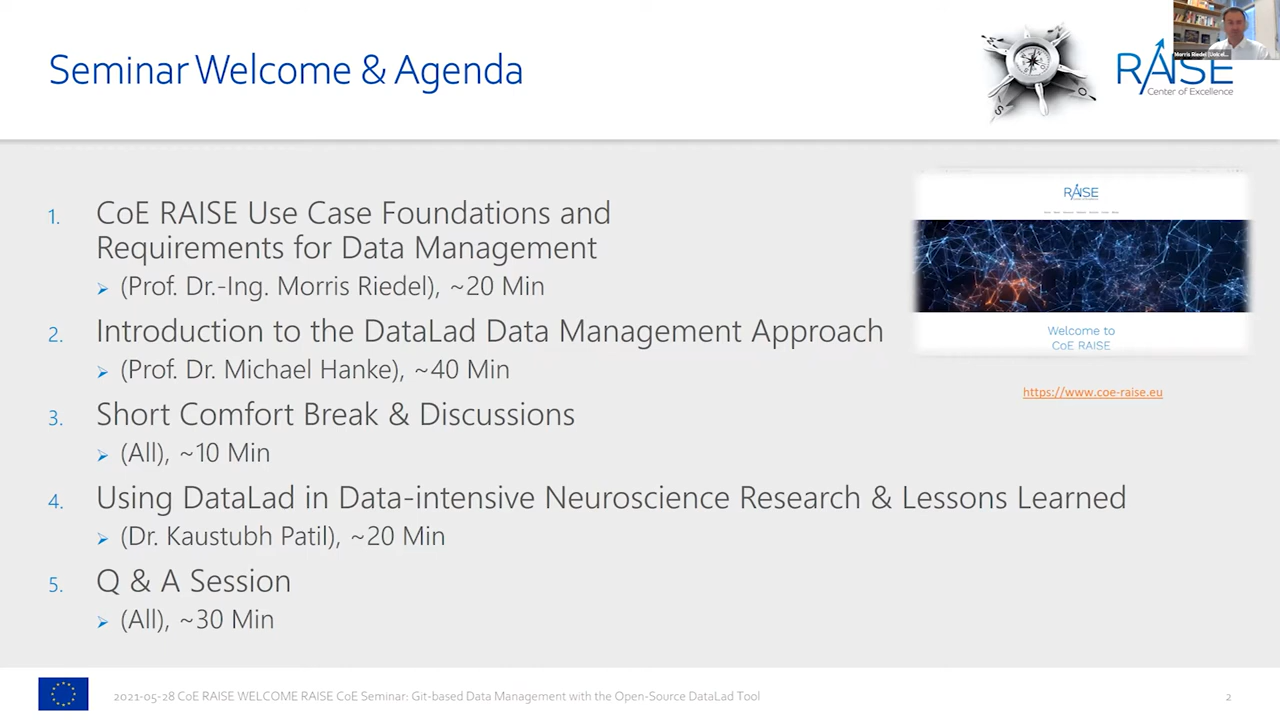 Seminar Welcome & Agenda
RAISE
Center of Excellence
1. CoE RAISE Use Case Foundations and
Requirements for Data Management
(Prof. Dr.-Ing. Morris Riedel), ~20 Min
2. Introduction to the DataLad Data Management Approach
(Prof. Dr. Michael Hanke), ~40 Min
3. Short Comfort Break & Discussions
(All), ~10 Min
4. Using DataLad in Data-intensive Neuroscience Research & Lessons Learned
(Dr. Kaustubh Patil), ~20 Min
5. Q & A Session
(All), ~30 Min
RAISE
Welcome to
CoE RAISE
https://www.coe-raise.eu
2021-05-28 CoE RAISE WELCOME RAISE CoE Seminar: Git-based Data Management with the Open-Source DataLad Tool
2